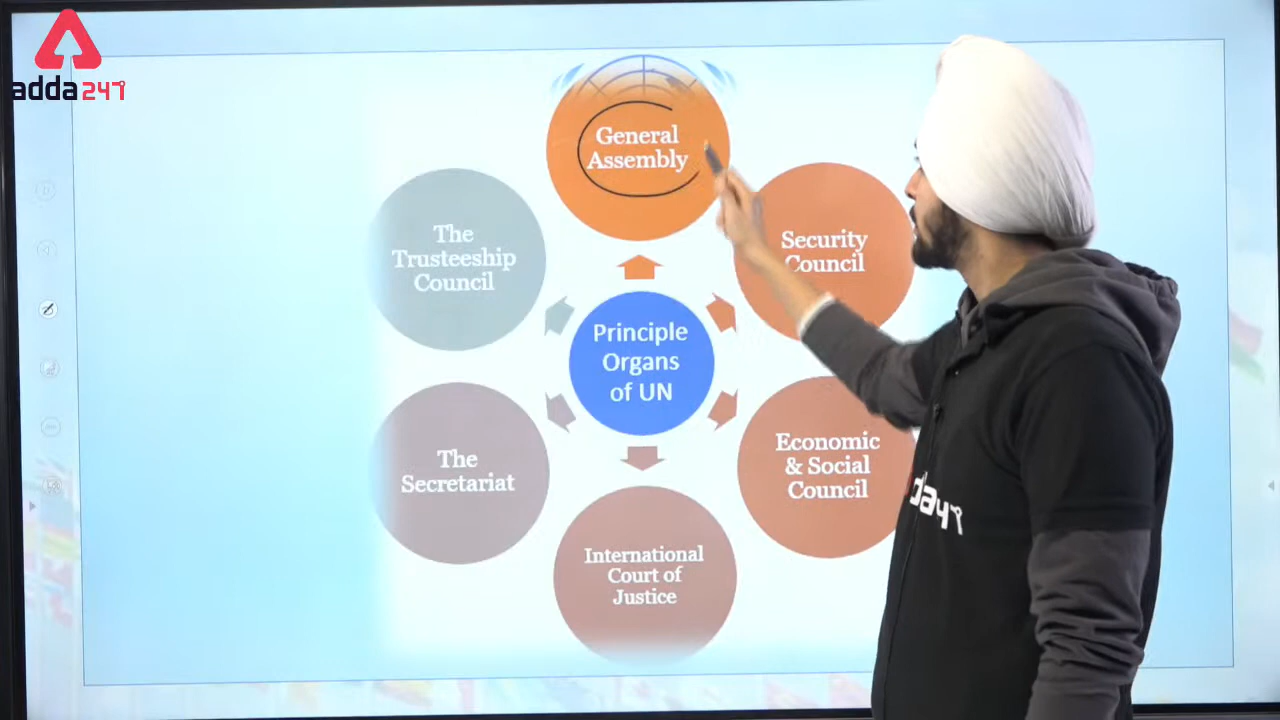 adda247
General
Assembly
Security
Council
The
Trusteeship
Council
Principle
Organs
of UN
Economic
& Social
Council
The
Secretariat
International
Court of
Justice
da247